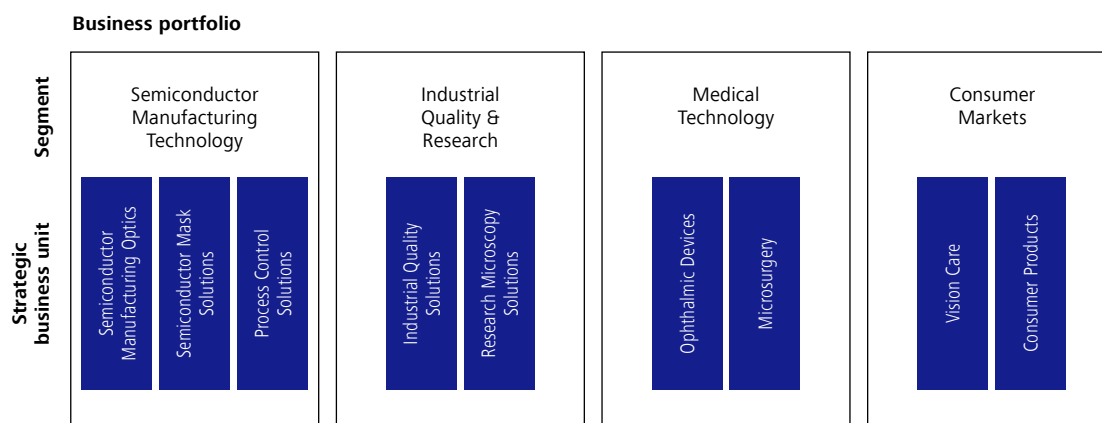 Business portfolio
Segment
Semiconductor
Manufacturing
Technology
Industrial
Quality &
Research
Medical
Technology
Consumer
Markets
Strategic
business unit
Semiconductor
Manufacturing Optics
Semiconductor Mask
Solutions
Process Control
Solutions
Industrial Quality
Solutions
Research Microscopy
Solutions
Ophthalmic Devices
Microsurgery
Vision Care
Consumer Products